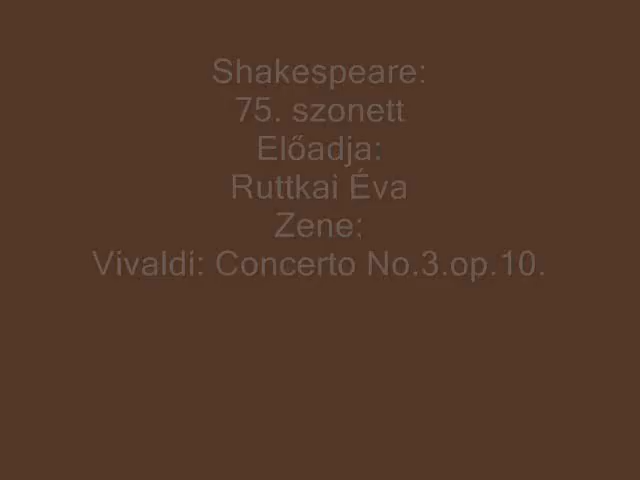 Shakespeare:
75. szonett
Előadja:
Ruttkai Éva
Zene:
Vivaldi: Concerto No.3.op.10.